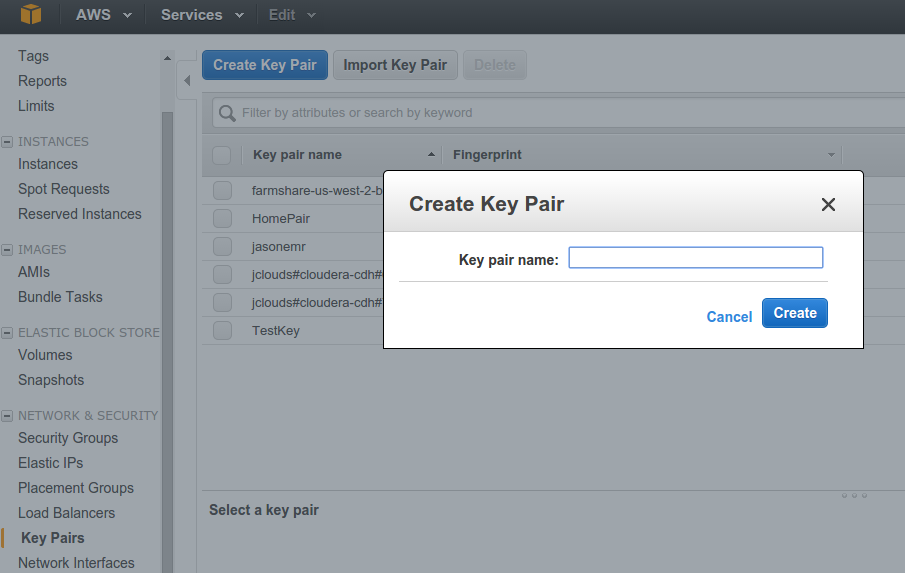 AWS Services Edit
Tags
Reports
Limits
INSTANCES
Instances
Spot Requests
Reserved Instances
IMAGES
AMIs
Bundle Tasks
ELASTIC BLOCK STORE
Volumes
Snapshots
NETWORK & SECURITY
Security Groups
Elastic IPs
Placement Groups
Load Balancers
Key Pairs
Network Interfaces
Create Key Pair Import Key Pair Delete
Filter by attributes or search by keyword
Key pair name Fingerprint
farmshare-us-west-2-b
HomePair
jasonemr
jclouds#cloudera-cdh#
jclouds#cloudera-cdh#
TestKey
Create Key Pair
Key pair name:
Cancel Create
Select a key pair